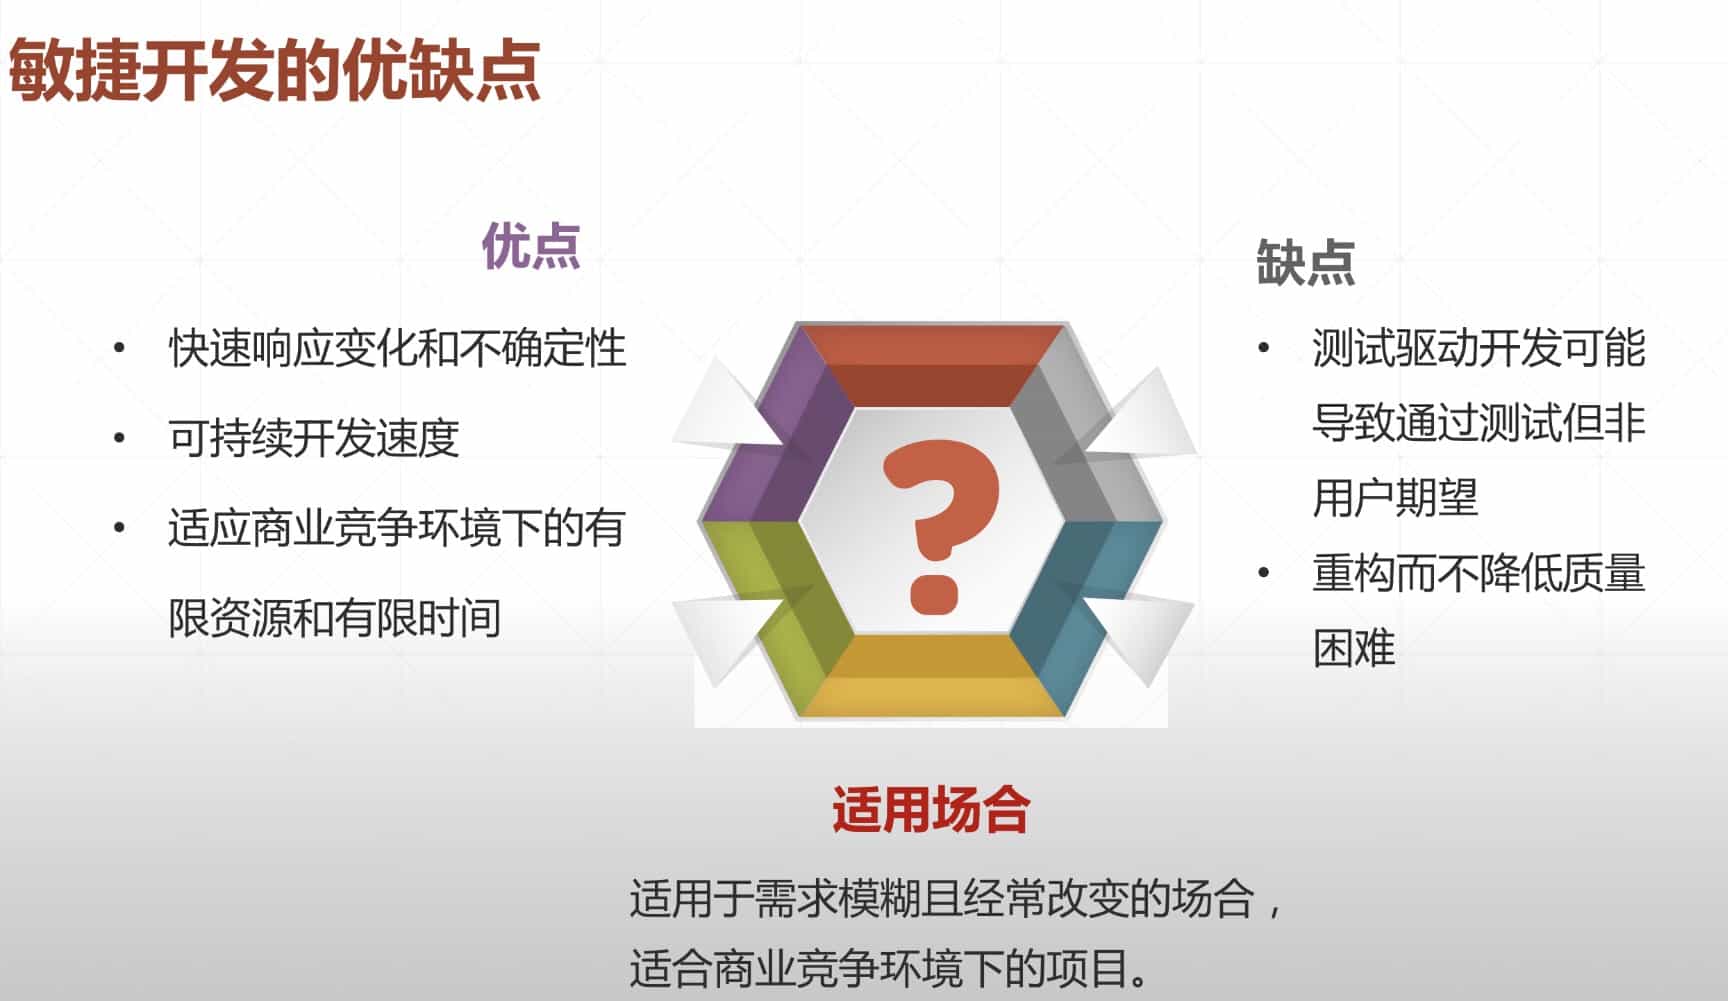 敏捷开发的优缺点
优点
• 快速响应变化和不确定性
• 可持续开发速度
• 适应商业竞争环境下的有
限资源和有限时间
?
缺点
• 测试驱动开发可能
导致通过测试但非
用户期望
• 重构而不降低质量
困难
适用场合
适用于需求模糊且经常改变的场合，
适合商业竞争环境下的项目。